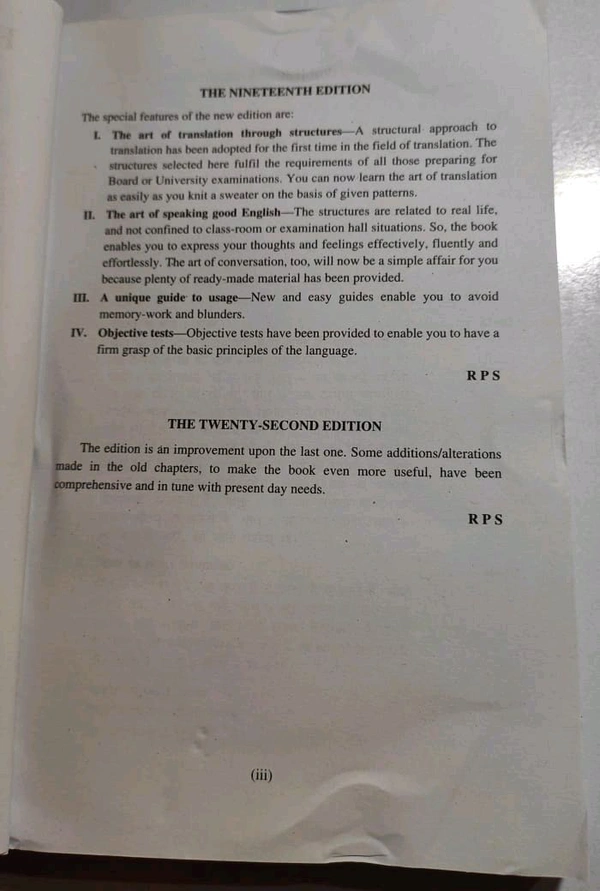 THE NINETEENTH EDITION
The special features of the new edition are:
I. The art of translation through structures—A structural approach to
translation has been adopted for the first time in the field of translation. The
structures selected here fulfil the requirements of all those preparing for
Board or University examinations. You can now learn the art of translation
as easily as you knit a sweater on the basis of given patterns.
II. The art of speaking good English—The structures are related to real life,
and not confined to class-room or examination hall situations. So, the book
enables you to express your thoughts and feelings effectively, fluently and
effortlessly. The art of conversation, too, will now be a simple affair for you
because plenty of ready-made material has been provided.
III. A unique guide to usage—New and easy guides enable you to avoid
memory-work and blunders.
IV. Objective tests—Objective tests have been provided to enable you to have a
firm grasp of the basic principles of the language.
R P S
THE TWENTY-SECOND EDITION
The edition is an improvement upon the last one. Some additions/alterations
made in the old chapters, to make the book even more useful, have been
comprehensive and in tune with present day needs.
R P S
(iii)